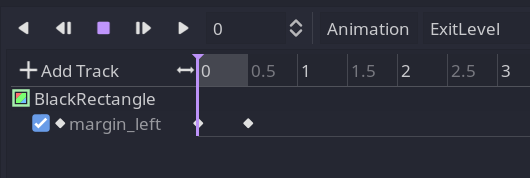 0 Animation ExitLevel
Add Track 0 0.5 1 1.5 2 2.5 3
BlackRectangle
margin_left